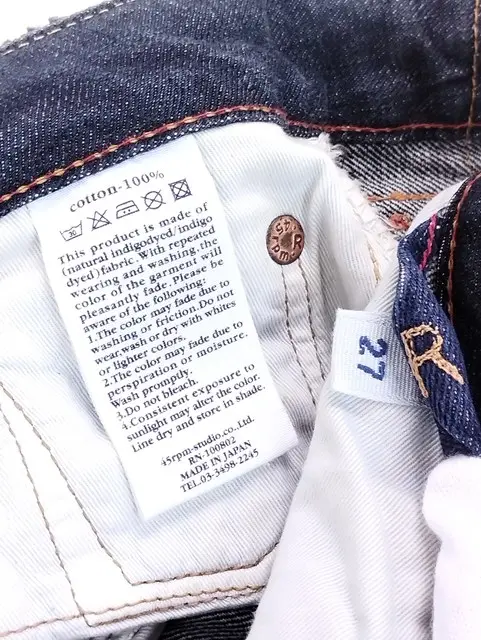 cotton-100%
This product is made of
(natural indigodyed/indigo
dyed)fabric. With repeated
wearing and washing.the
color of the garment will
pleasantly fade. Please be
aware of the following:
1.The color may fade due to
washing or friction.Do not
wear,wash or dry with whites
or lighter colors.
2.The color may fade due to
perspiration or moisture.
Wash promptly.
3.Do not bleach.
4.Consistent exposure to
sunlight may alter the color.
Line dry and store in shade.
45rpm-studio co.,Ltd.
RN-100802
MADE IN JAPAN
TEL.03-3498-2245
45
R
P.m
27
R